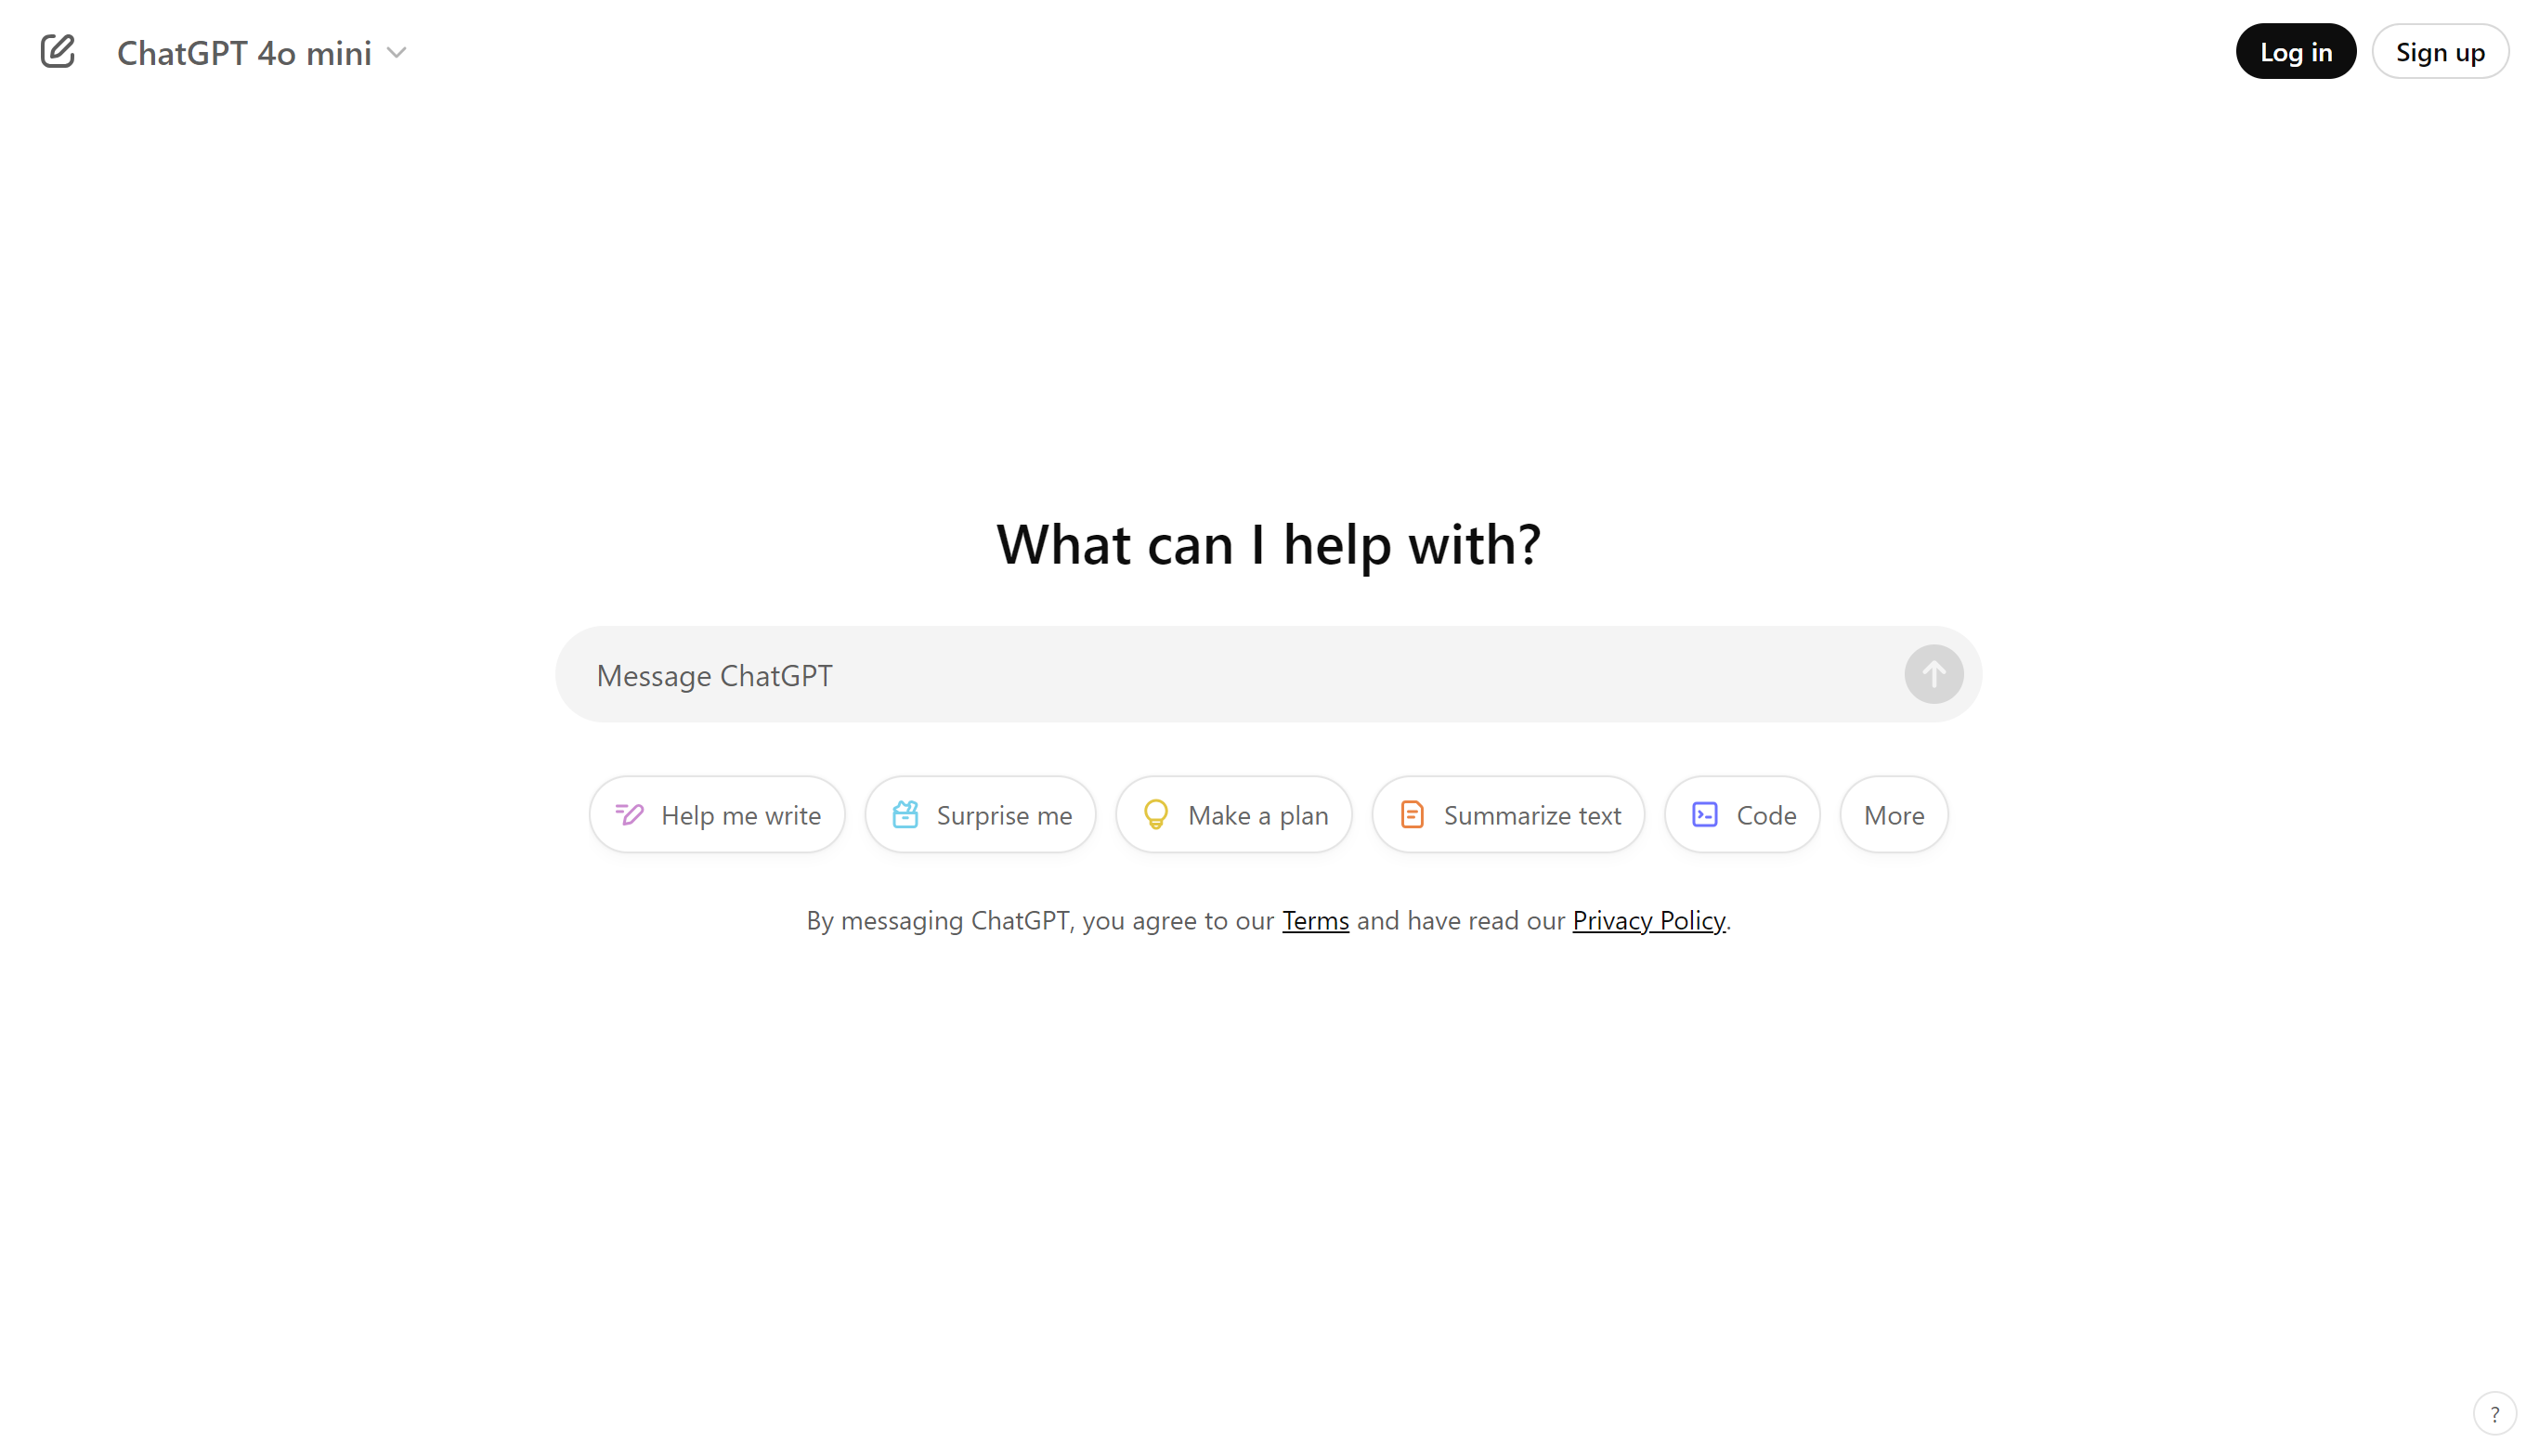 ChatGPT 4o mini
Log in
Sign up
What can I help with?
Message ChatGPT
Help me write
Surprise me
Make a plan
Summarize text
Code
More
By messaging ChatGPT, you agree to our Terms and have read our Privacy Policy.
?